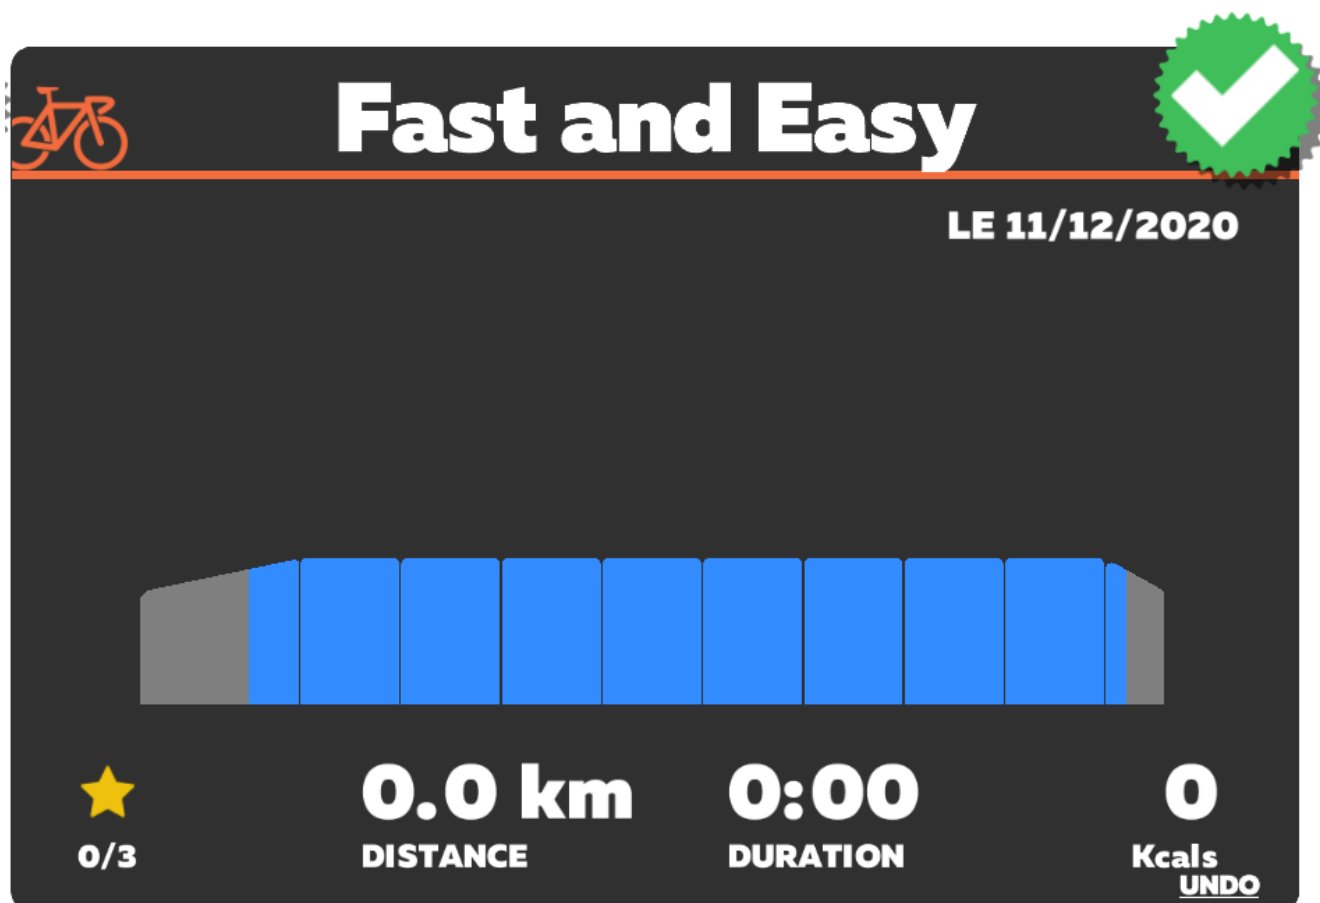 Fast and Easy
LE 11/12/2020
0.0 km
0:00
0
0/3
DISTANCE
DURATION
Kcals
UNDO